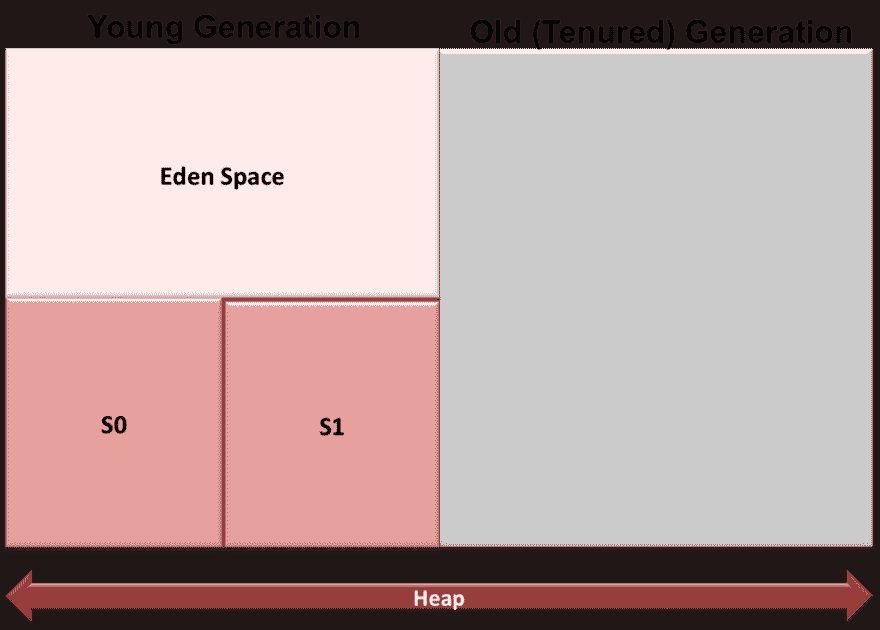 Young Generation
Old (Tenured) Generation
Eden Space
S0
S1
Heap